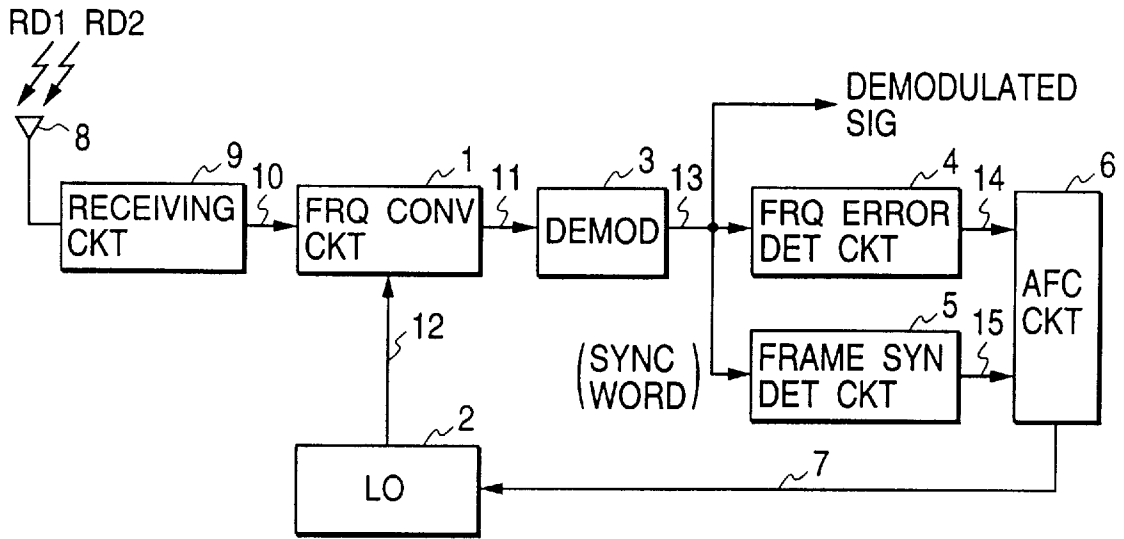 RD1 RD2
8
9
RECEIVING
CKT
10
1
FRQ CONV
CKT
11
3
DEMOD
13
DEMODULATED
SIG
4
FRQ ERROR
DET CKT
14
6
AFC
CKT
12
(SYNC
WORD)
5
FRAME SYN
DET CKT
15
2
LO
7